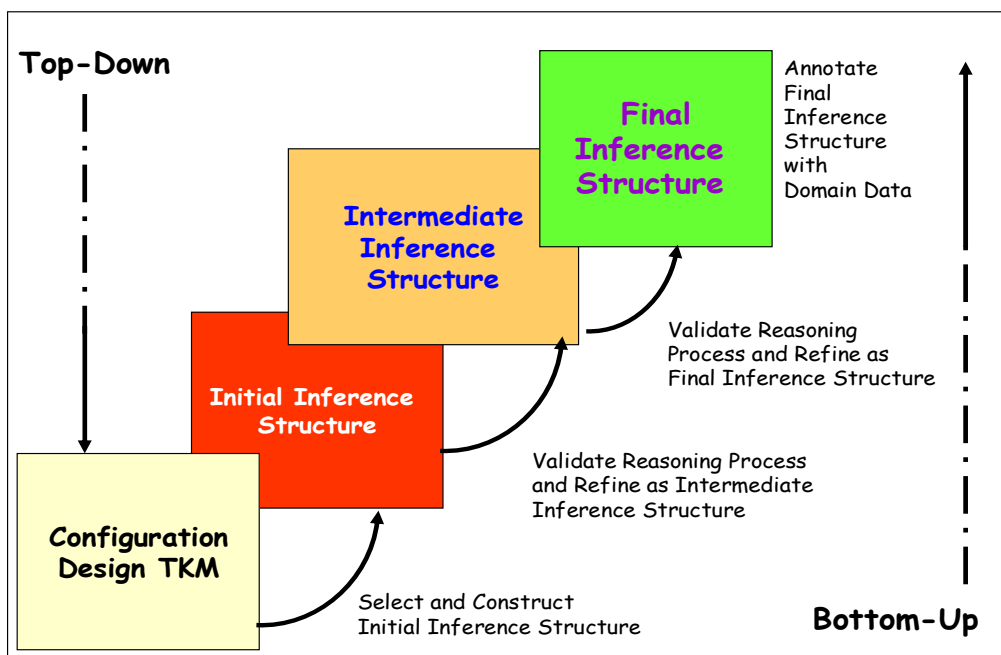 Top-Down
Final
Inference
Structure
Annotate
Final
Inference
Structure
with
Domain Data
Intermediate
Inference
Structure
Validate Reasoning
Process and Refine as
Final Inference Structure
Initial Inference
Structure
Validate Reasoning Process
and Refine as Intermediate
Inference Structure
Configuration
Design TKM
Select and Construct
Initial Inference Structure
Bottom-Up